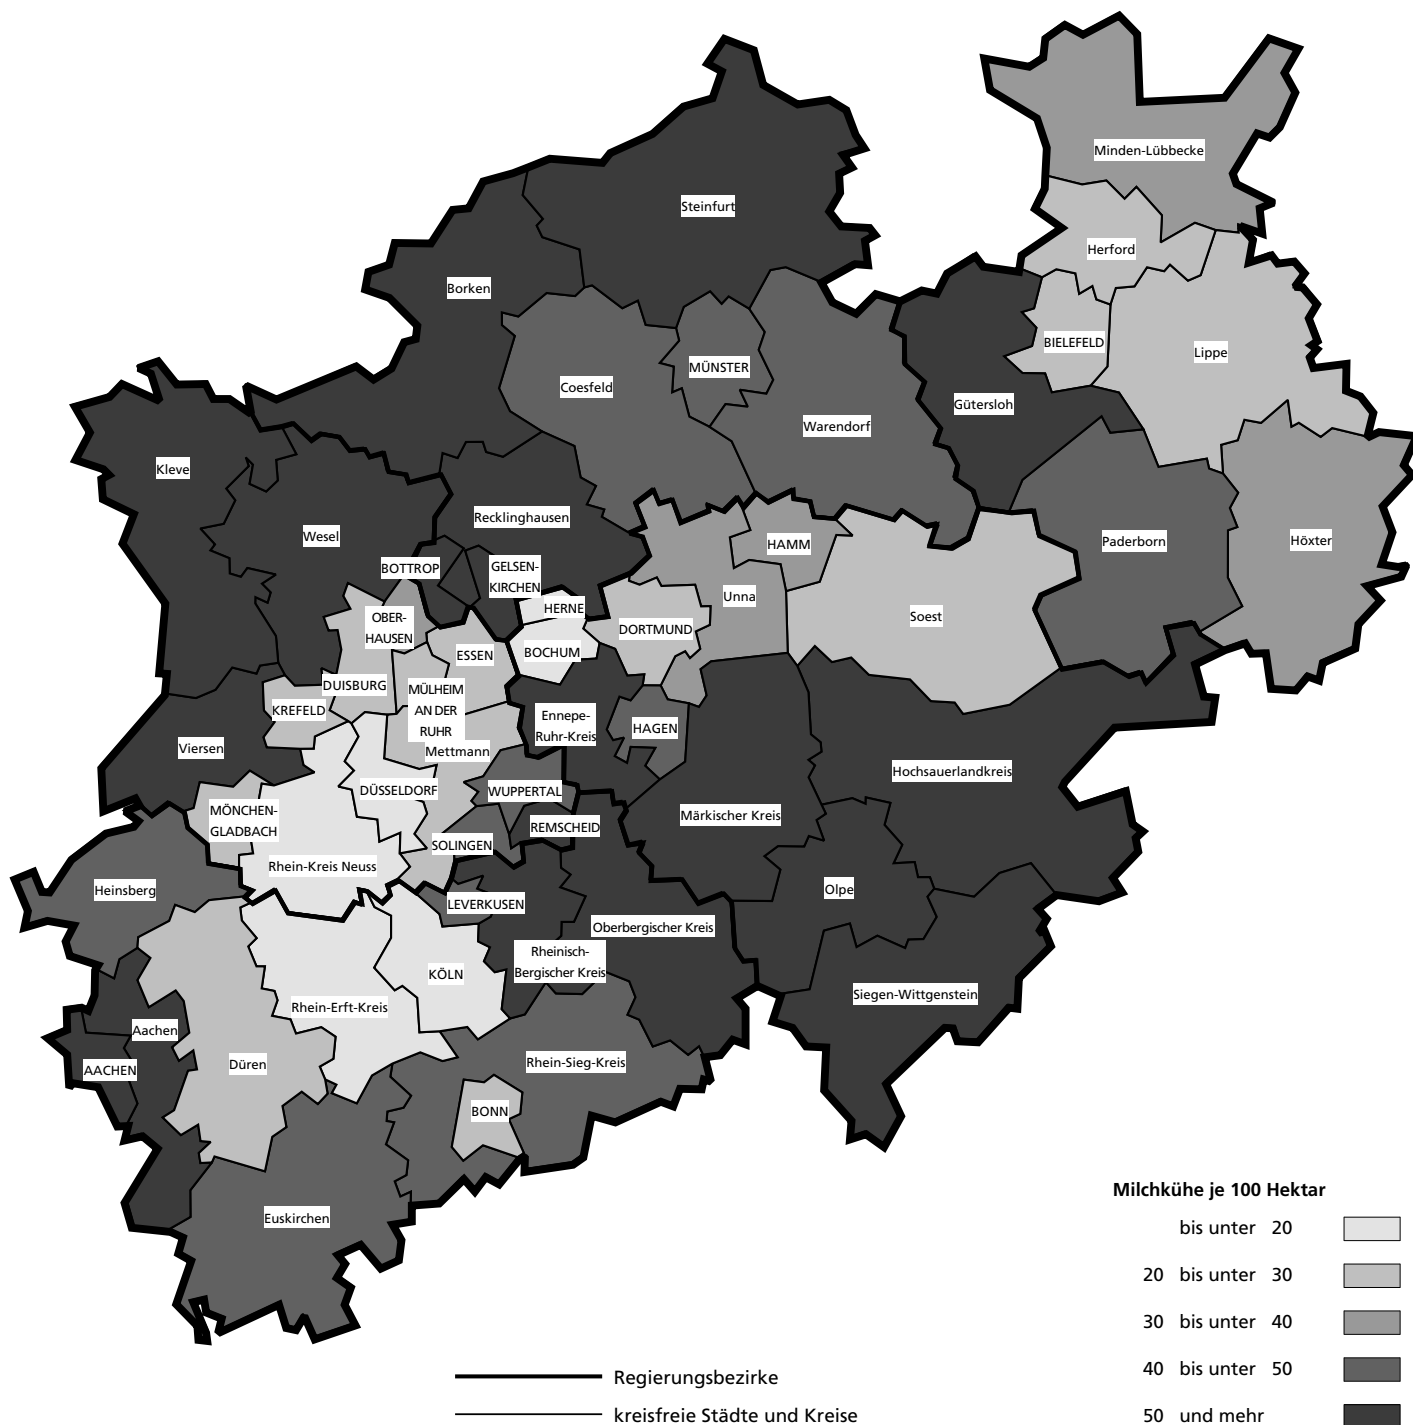 Minden-Lübbecke
Steinfurt
Herford
Borken
BIELEFELD
Lippe
MÜNSTER
Coesfeld
Gütersloh
Warendorf
Kleve
Recklinghausen
Wesel
HAMM
Paderborn
Höxter
BOTTROP
GELSEN-
KIRCHEN
Unna
HERNE
OBER-
HAUSEN
Soest
DORTMUND
ESSEN
BOCHUM
DUISBURG
MÜLHEIM
AN DER
RUHR
KREFELD
Ennepe-
Ruhr-Kreis
HAGEN
Viersen
Mettmann
Hochsauerlandkreis
DÜSSELDORF
WUPPERTAL
MÖNCHEN-
GLADBACH
Märkischer Kreis
REMSCHEID
SOLINGEN
Rhein-Kreis Neuss
Heinsberg
Olpe
LEVERKUSEN
Oberbergischer Kreis
Rheinisch-
Bergischer Kreis
KÖLN
Siegen-Wittgenstein
Rhein-Erft-Kreis
Aachen
AACHEN
Düren
Rhein-Sieg-Kreis
BONN
Euskirchen
Milchkühe je 100 Hektar
bis unter 20
20 bis unter 30
30 bis unter 40
40 bis unter 50
50 und mehr
Regierungsbezirke
kreisfreie Städte und Kreise